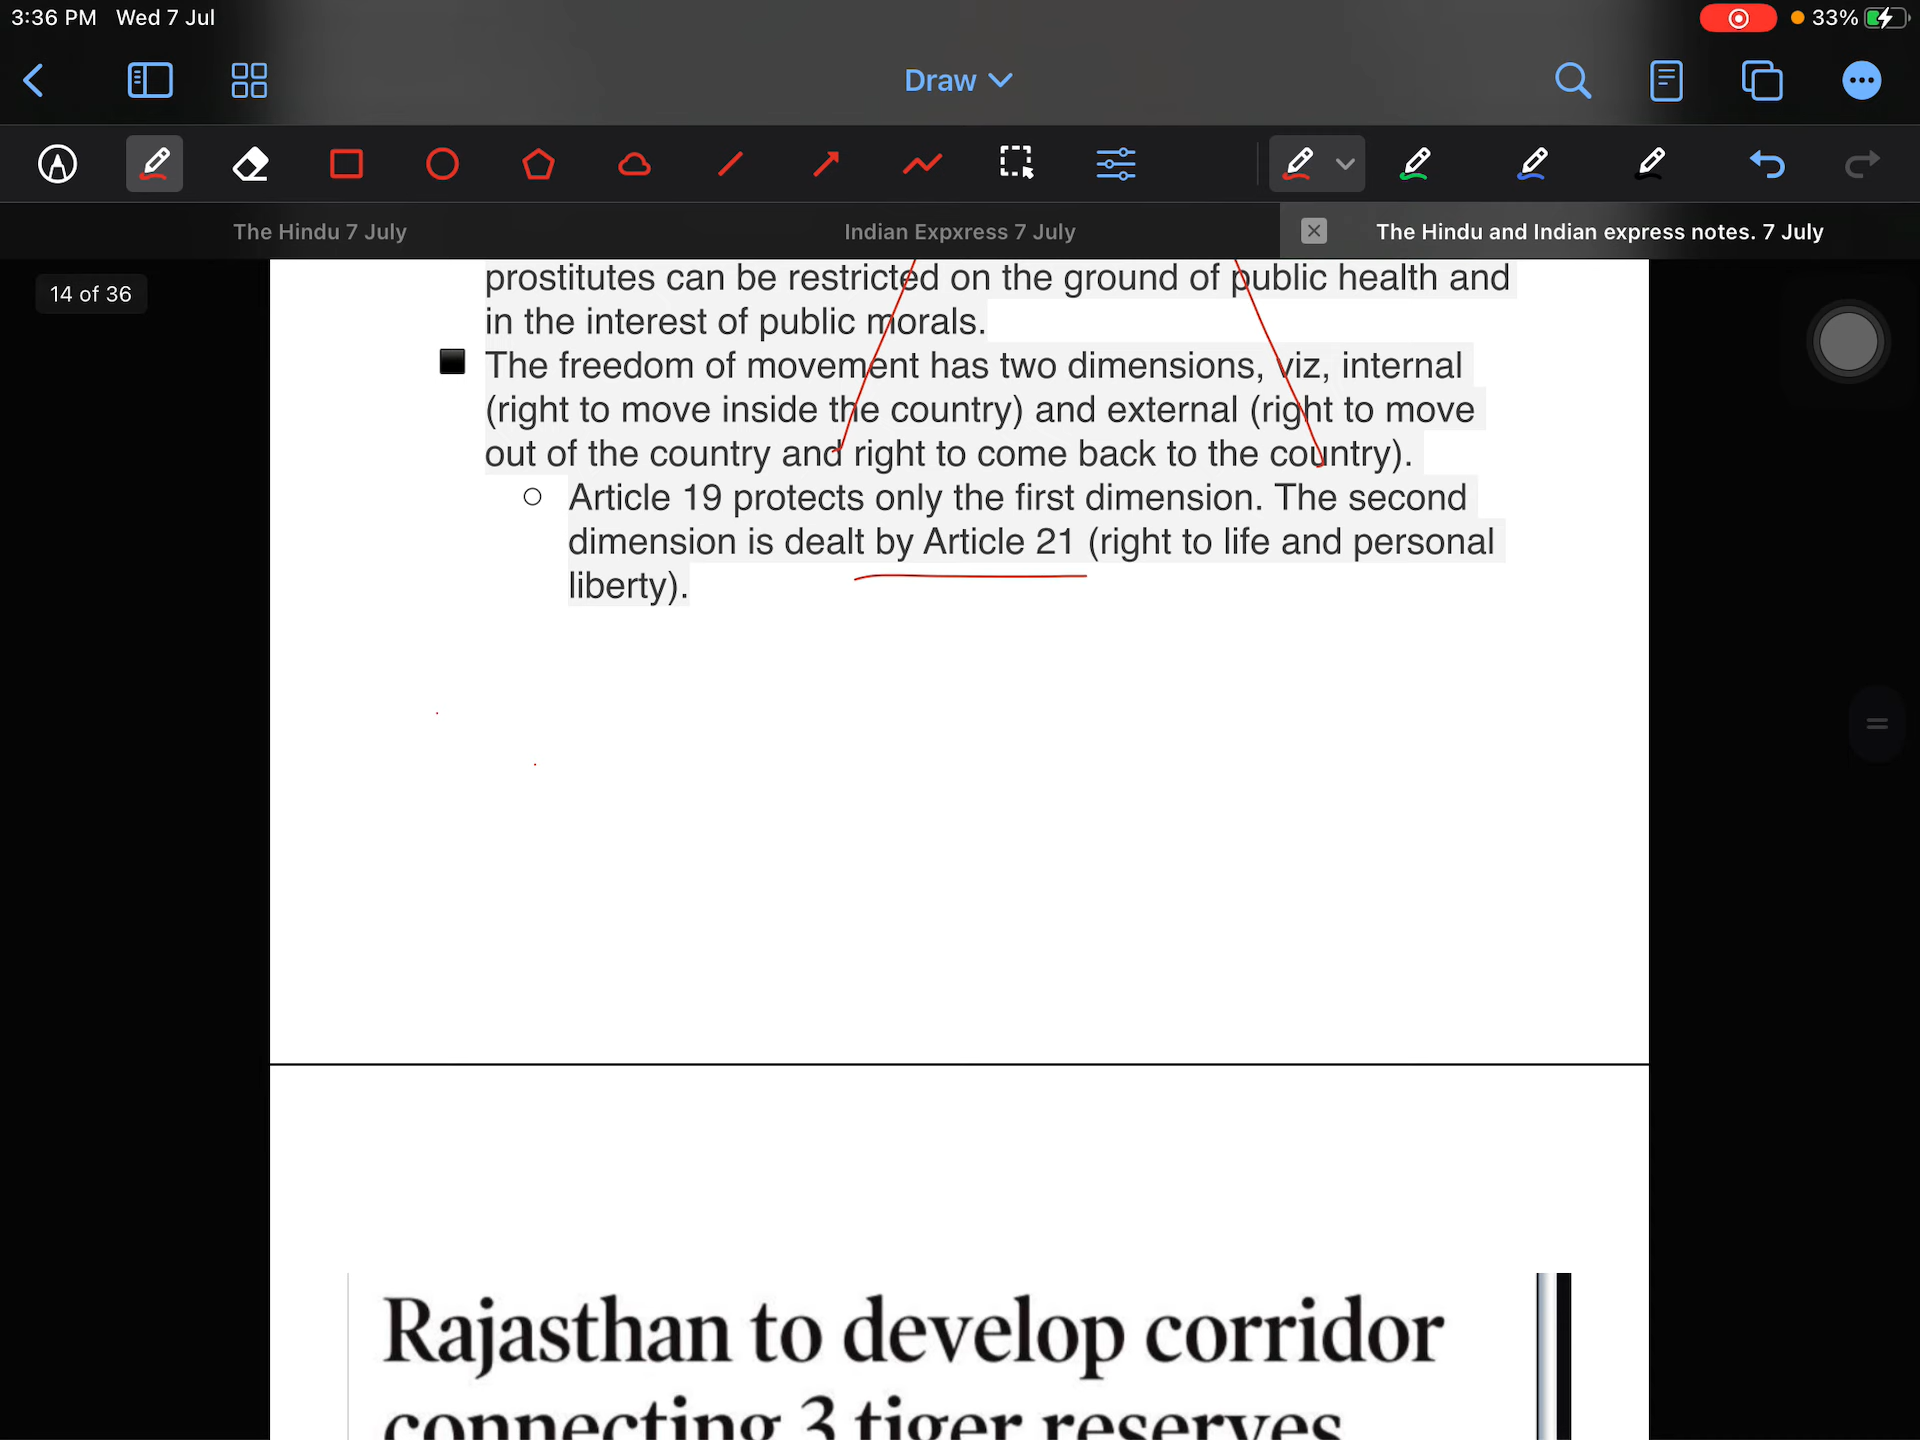 3:36 PM Wed 7 Jul
33%
Draw
The Hindu 7 July
Indian Expxress 7 July
The Hindu and Indian express notes. 7 July
14 of 36
prostitutes can be restricted on the ground of public health and
in the interest of public morals.
The freedom of movement has two dimensions, viz, internal
(right to move inside the country) and external (right to move
out of the country and right to come back to the country).
Article 19 protects only the first dimension. The second
dimension is dealt by Article 21 (right to life and personal
liberty).
Rajasthan to develop corridor
connecting 3 tiger reserves